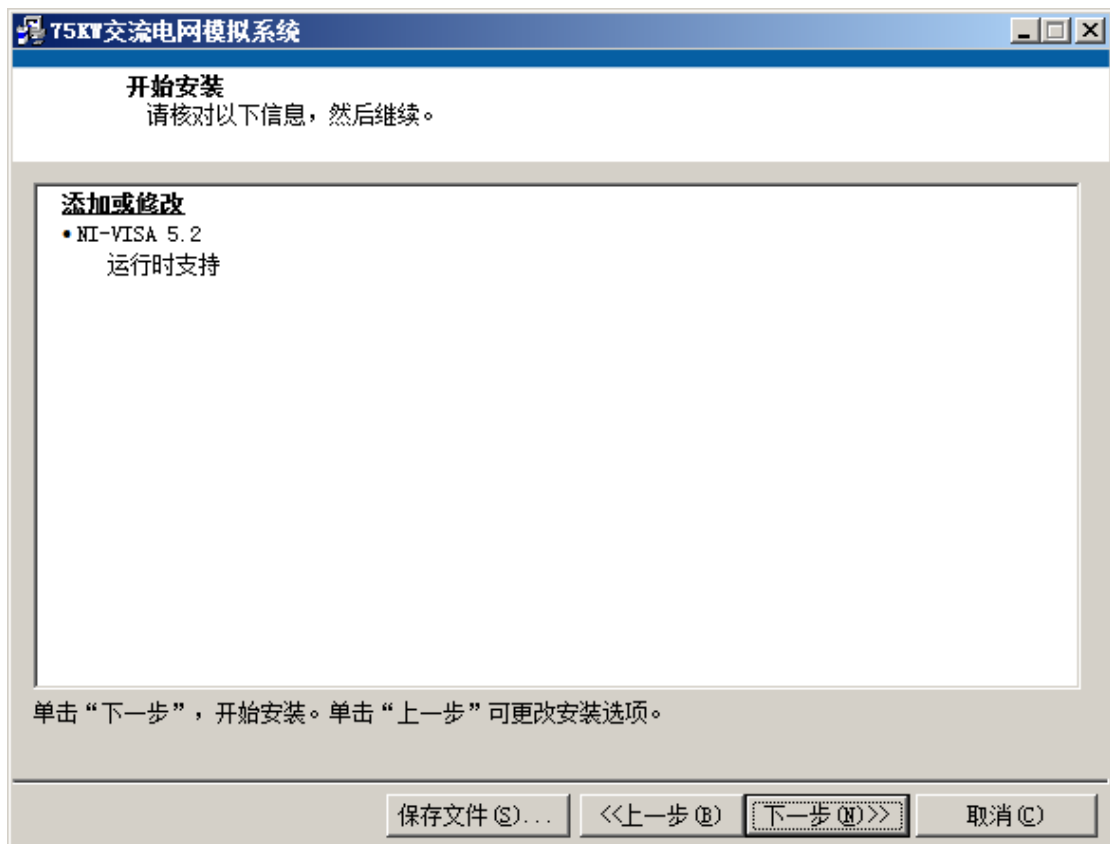 75KW交流电网模拟系统
开始安装
请核对以下信息，然后继续。
添加或修改
•NI-VISA 5.2
运行时支持
单击“下一步”，开始安装。单击“上一步”可更改安装选项。
保存文件(S)... <<上一步(B) 下一步(N)>> 取消(C)